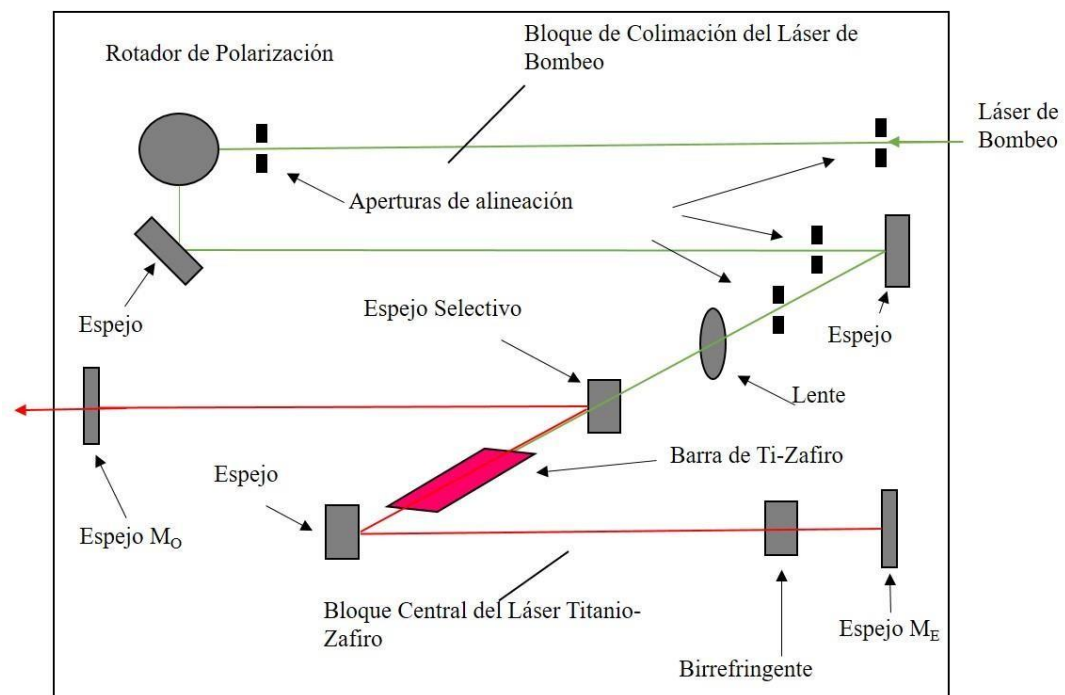 Rotador de Polarización
Bloque de Colimación del Láser de
Bombeo
Láser de
Bombeo
Aperturas de alineación
Espejo
Espejo Selectivo
Espejo
Lente
Barra de Ti-Zafiro
Espejo
Espejo MO
Bloque Central del Láser Titanio-
Zafiro
Espejo ME
Birrefringente